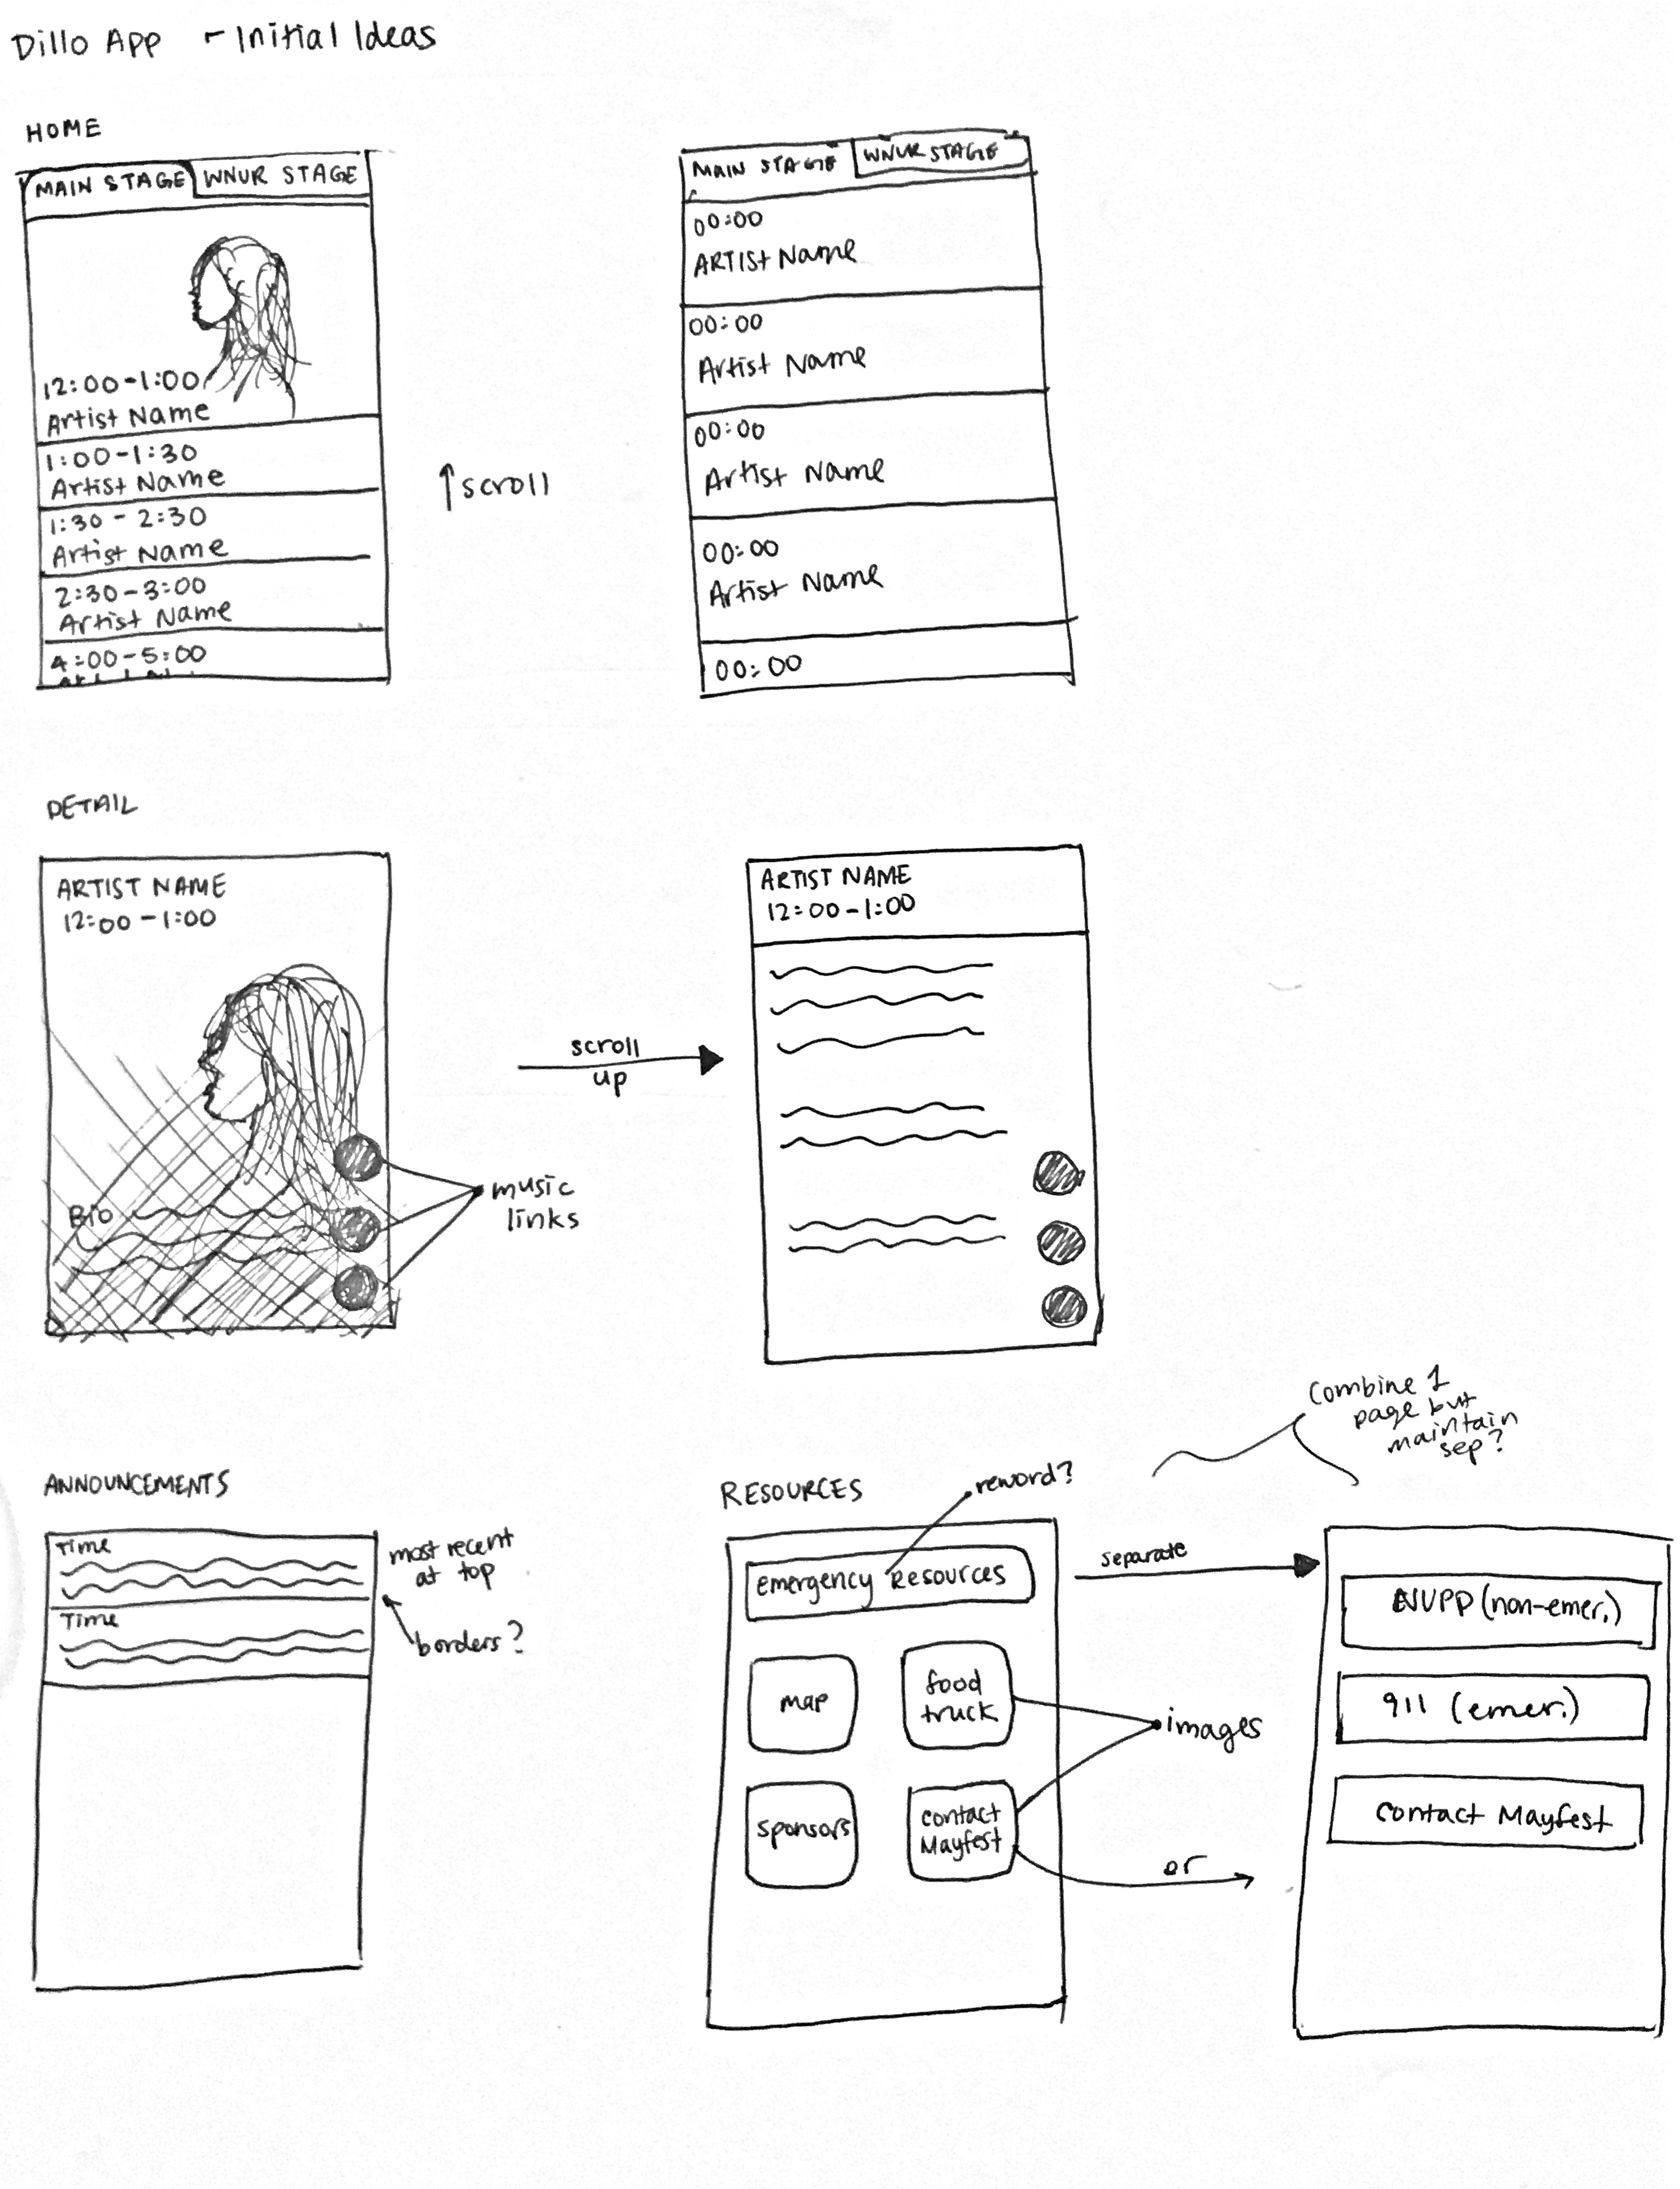 Dillo App - Initial Ideas
HOME
MAIN STAGE
WNUR STAGE
12:00-1:00
Artist Name
1:00-1:30
Artist Name
1:30 - 2:30
Artist Name
2:30-3:00
Artist Name
4:00-5:00
scroll
MAIN STAGE
WNUR STAGE
00:00
ARTIST Name
00:00
Artist Name
00:00
Artist Name
00:00
Artist Name
00:00
DETAIL
ARTIST NAME
12:00-1:00
Bio
music
links
scroll
up
ARTIST NAME
12:00-1:00
ANNOUNCEMENTS
Time
Time
most recent
at top
borders?
RESOURCES
reword?
emergency Resources
map
food
truck
sponsors
contact
Mayfest
images
or
separate
combine 1
page but
maintain
sep?
NUPD (non-emer.)
911 (emer.)
contact Mayfest